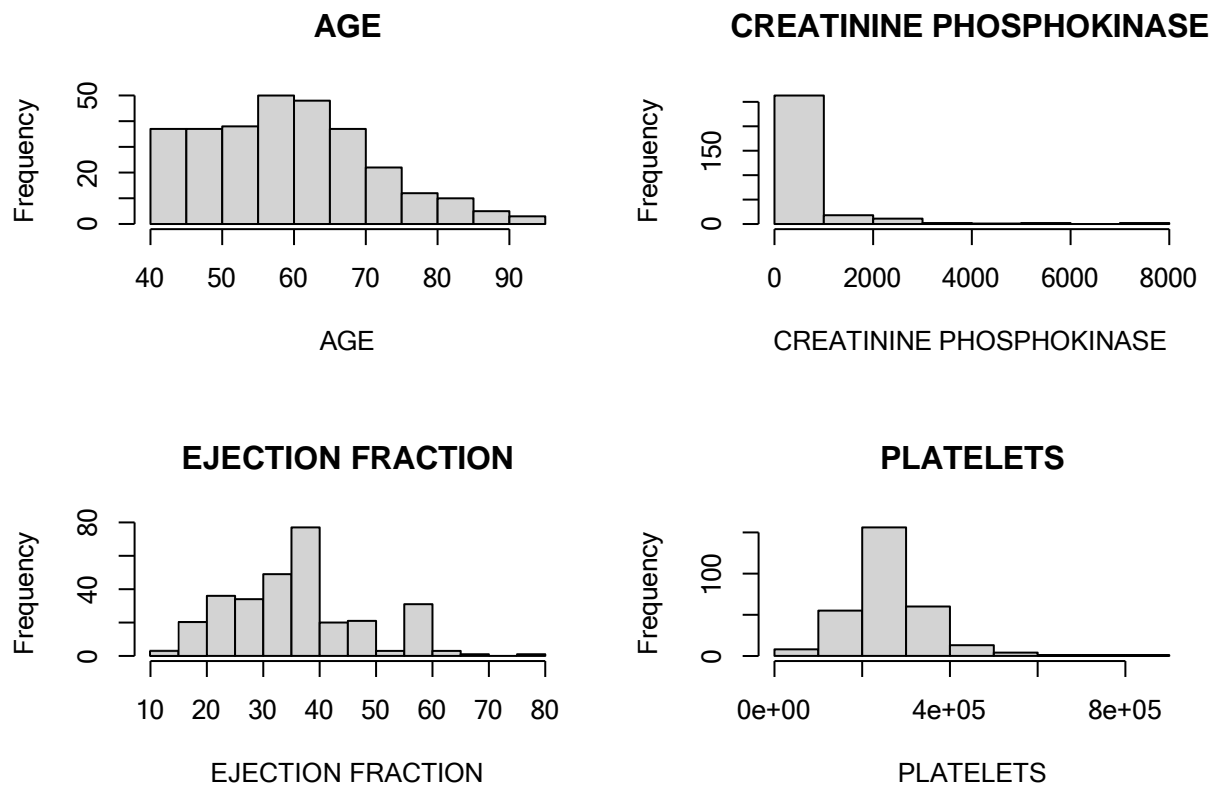 AGE
Frequency
0
20
50
40 50 60 70 80 90
AGE
CREATININE PHOSPHOKINASE
Frequency
0
150
0 2000 4000 6000 8000
CREATININE PHOSPHOKINASE
EJECTION FRACTION
Frequency
0
40
80
10 20 30 40 50 60 70 80
EJECTION FRACTION
PLATELETS
Frequency
0
100
0e+00 4e+05 8e+05
PLATELETS